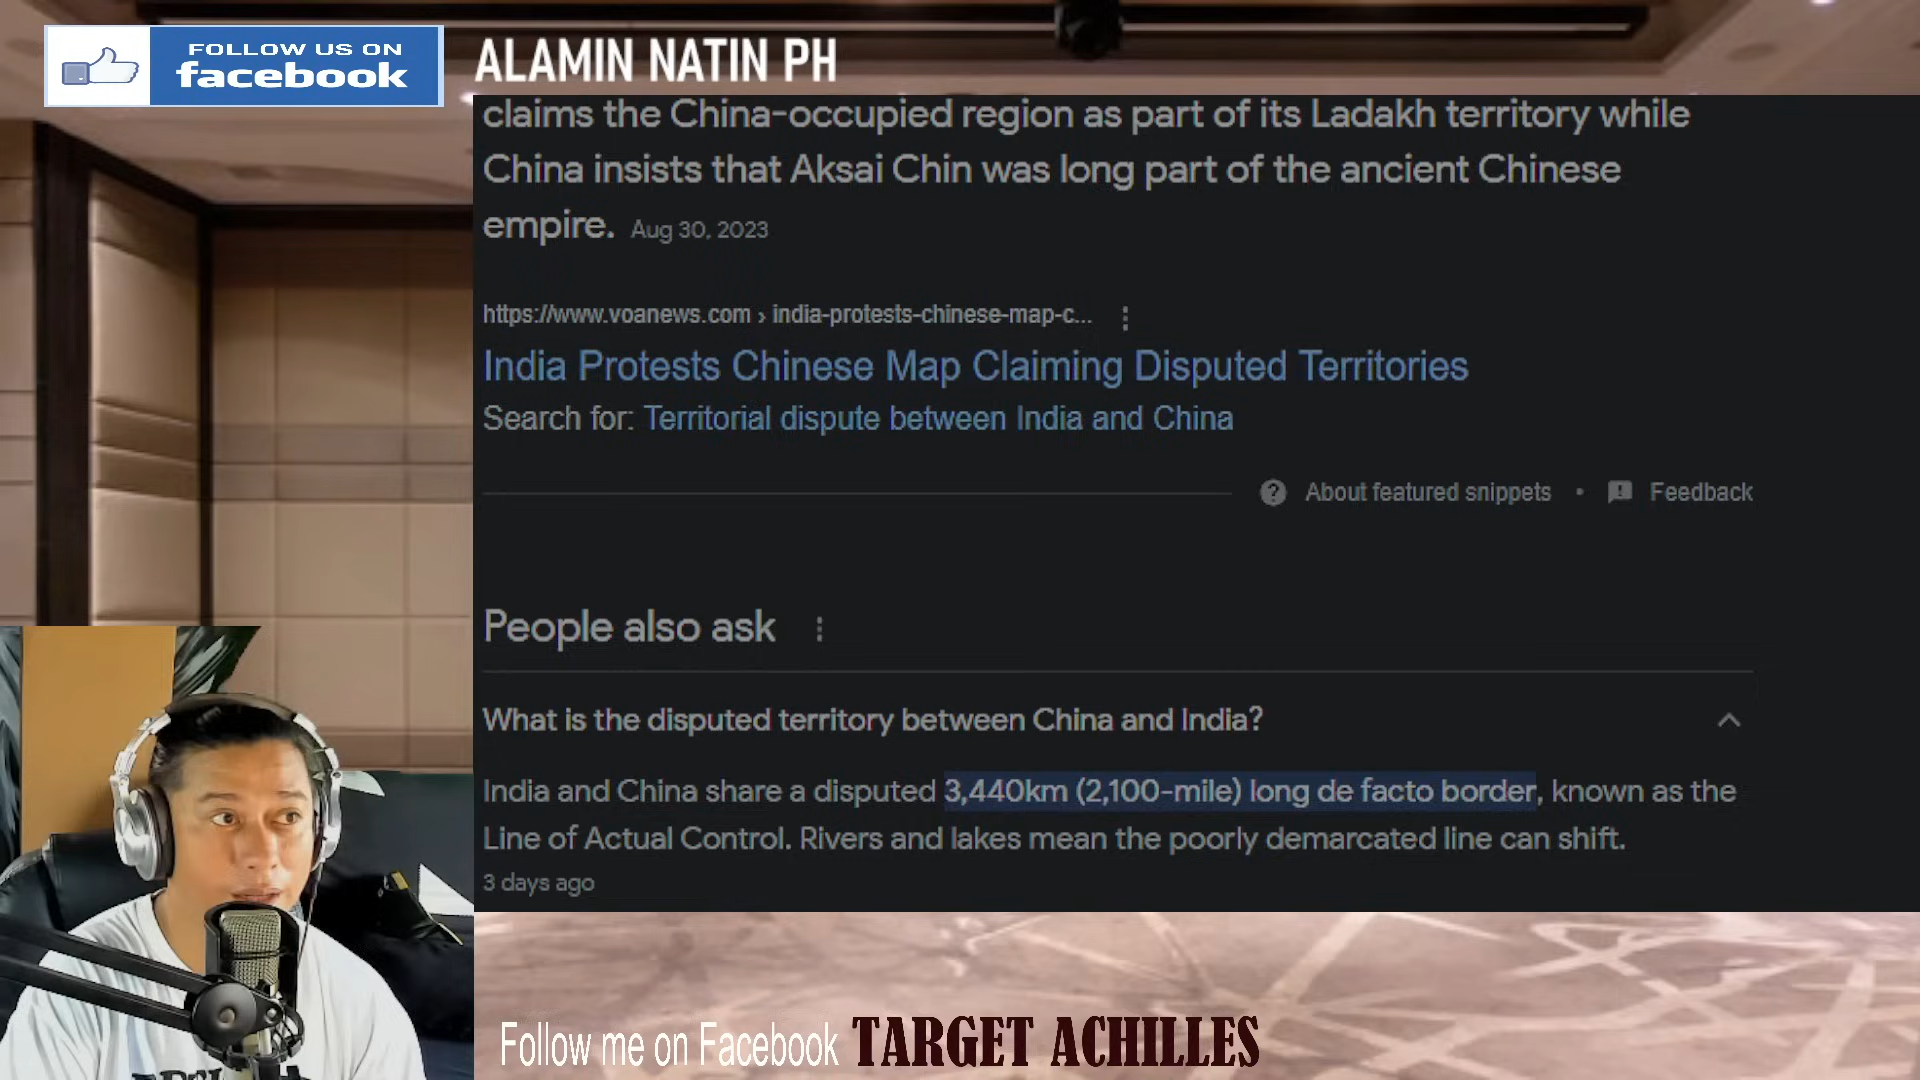 FOLLOW US ON
facebook
ALAMIN NATIN PH
claims the China-occupied region as part of its Ladakh territory while
China insists that Aksai Chin was long part of the ancient Chinese
empire. Aug 30, 2023
https://www.voanews.com › india-protests-chinese-map-c...
India Protests Chinese Map Claiming Disputed Territories
Search for: Territorial dispute between India and China
About featured snippets • Feedback
People also ask
What is the disputed territory between China and India?
India and China share a disputed 3,440km (2,100-mile) long de facto border, known as the
Line of Actual Control. Rivers and lakes mean the poorly demarcated line can shift.
3 days ago
Follow me on Facebook TARGET ACHILLES